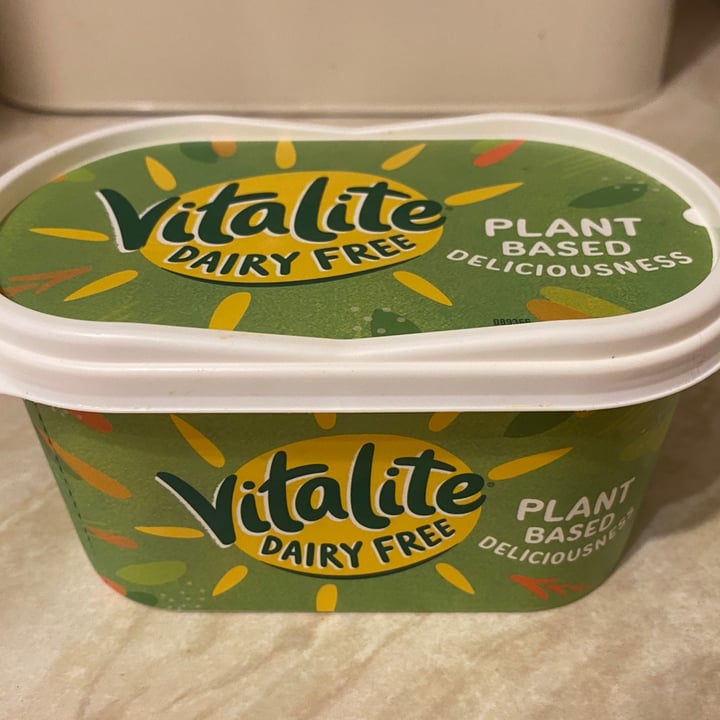 Vitalite
DAIRY FREE
PLANT
BASED
DELICIOUSNESS
Vitalite
DAIRY FREE
PLANT
BASED
DELICIOUSNESS